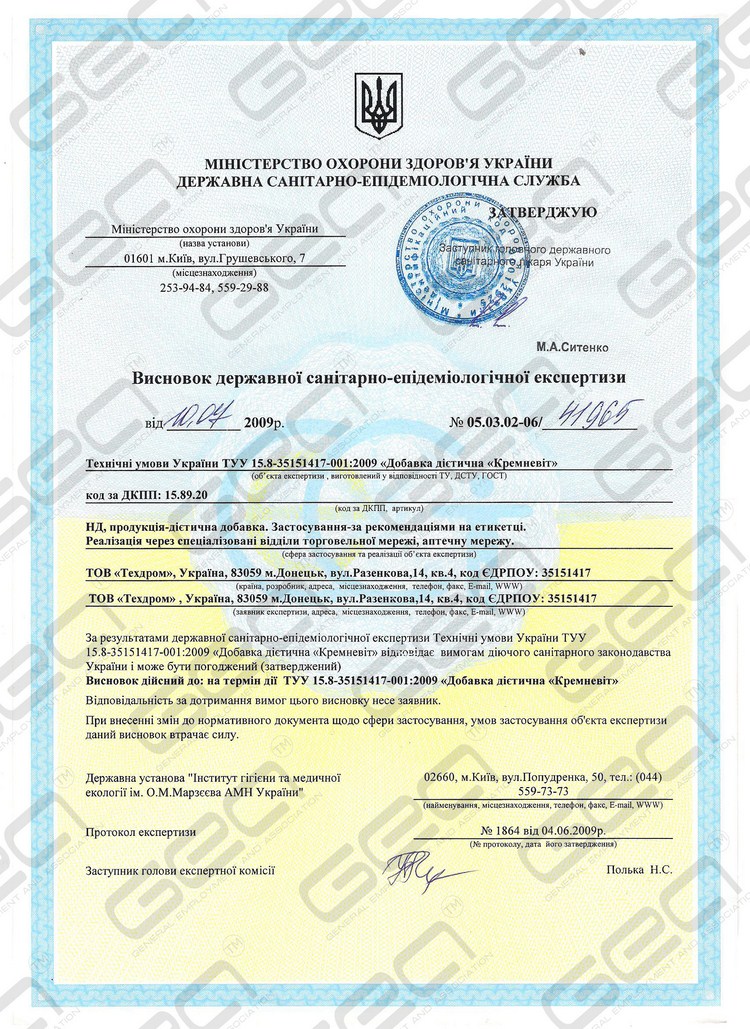 МІНІСТЕРСТВО ОХОРОНИ ЗДОРОВ'Я УКРАЇНИ
ДЕРЖАВНА САНІТАРНО-ЕПІДЕМІОЛОГІЧНА СЛУЖБА
ЗАТВЕРДЖУЮ
Міністерство охорони здоров'я України
(назва установи)
01601 м.Київ, вул.Грушевського, 7
(місцезнаходження)
253-94-84, 559-29-88
Заступник головного державного
санітарного лікаря України
М.А.Ситенко
Висновок державної санітарно-епідеміологічної експертизи
від 10.07 2009р. № 05.03.02-06/ 41965
Технічні умови України ТУУ 15.8-35151417-001:2009 «Добавка дієтична «Кремневіт»
(об'єкта експертизи , виготовлений у відповідності ТУ, ДСТУ, ГОСТ)
код за ДКПП: 15.89.20
(код за ДКПП, артикул)
НД, продукція-дієтична добавка. Застосування-за рекомендаціями на етикетці.
Реалізація через спеціалізовані відділи торговельної мережі, аптечну мережу.
(сфера застосування та реалізації об'єкта експертизи)
ТОВ «Техдром», Україна, 83059 м.Донецьк, вул.Разенкова,14, кв.4, код ЄДРПОУ: 35151417
(країна, розробник, адреса, місцезнаходження, телефон, факс, E-mail, WWW)
ТОВ «Техдром» , Україна, 83059 м.Донецьк, вул.Разенкова,14, кв.4, код ЄДРПОУ: 35151417
(заявник експертизи, адреса, місцезнаходження, телефон, факс, E-mail, WWW)
За результатами державної санітарно-епідеміологічної експертизи Технічні умови України ТУУ
15.8-35151417-001:2009 «Добавка дієтична «Кремневіт» відповідає вимогам діючого санітарного законодавства
України і може бути погоджений (затверджений)
Висновок дійсний до: на термін дії ТУУ 15.8-35151417-001:2009 «Добавка дієтична «Кремневіт»
Відповідальність за дотримання вимог цього висновку несе заявник.
При внесенні змін до нормативного документа щодо сфери застосування, умов застосування об'єкта експертизи
даний висновок втрачає силу.
Державна установа "Інститут гігієни та медичної
екології ім. О.М.Марзєєва АМН України"
02660, м.Київ, вул.Попудренка, 50, тел.: (044)
559-73-73
(найменування, місцезнаходження, телефон, факс, E-mail, WWW)
Протокол експертизи
№ 1864 від 04.06.2009р.
(№ протоколу, дата його затвердження)
Заступник голови експертної комісії
Полька Н.С.
GEA
TM
GENERAL EMPLOYMENT AND ASSOCIATION